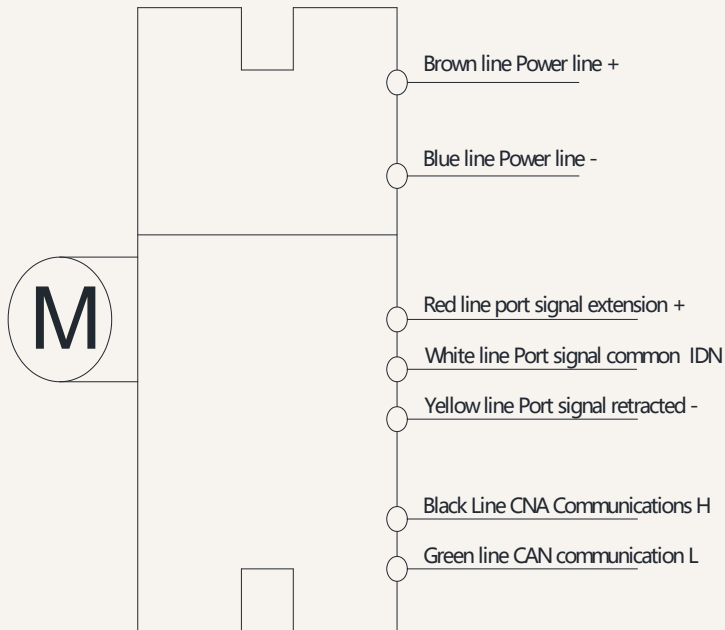 Brown line Power line +
Blue line Power line -
M
Red line port signal extension +
White line Port signal common IDN
Yellow line Port signal retracted -
Black Line CNA Communications H
Green line CAN communication L